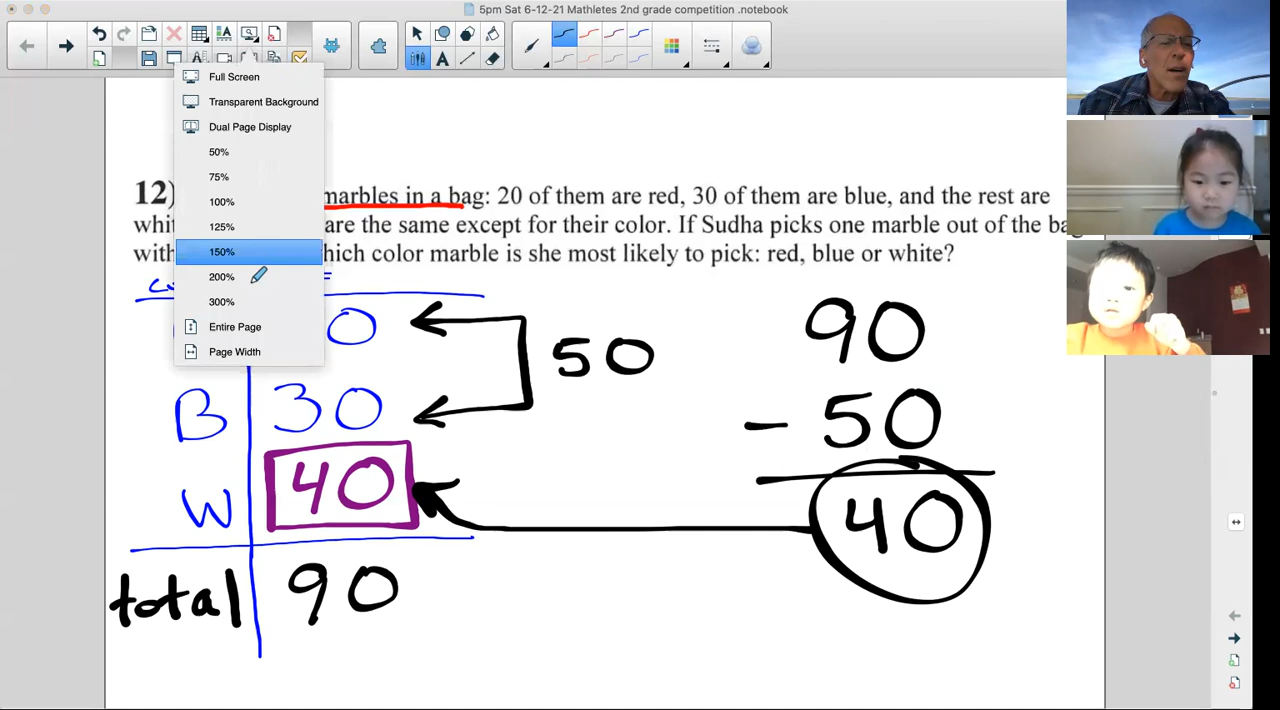 5pm Sat 6-12-21 Mathletes 2nd grade competition .notebook
Full Screen
Transparent Background
Dual Page Display
50%
75%
100%
125%
150%
200%
300%
Entire Page
Page Width
12) marbles in a bag: 20 of them are red, 30 of them are blue, and the rest are
whit are the same except for their color. If Sudha picks one marble out of the bag
with hich color marble is she most likely to pick: red, blue or white?
0
50
B 30
W 40
total 90
90
- 50
40